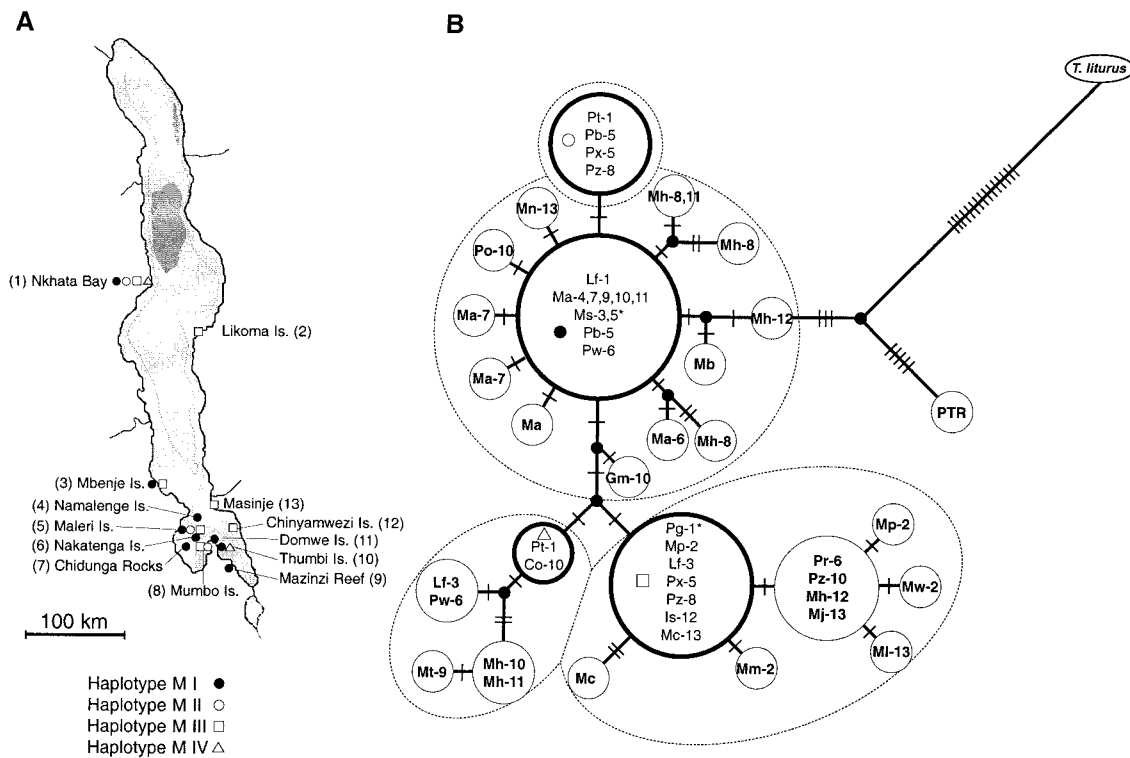 A
(1) Nkhata Bay
Likoma Is. (2)
(3) Mbenje Is.
(4) Namalenge Is.
(5) Maleri Is.
(6) Nakatenga Is.
(7) Chidunga Rocks
(8) Mumbo Is.
Masinje (13)
Chinyamwezi Is. (12)
Domwe Is. (11)
Thumbi Is. (10)
Mazinzi Reef (9)
100 km
Haplotype M I
Haplotype M II
Haplotype M III
Haplotype M IV
B
T. liturus
Pt-1
Pb-5
Px-5
Pz-8
Mn-13
Mh-8,11
Mh-8
Po-10
Lf-1
Ma-4,7,9,10,11
Ms-3,5*
Pb-5
Pw-6
Ma-7
Mh-12
Mb
Ma-7
Ma
Ma-6
Mh-8
PTR
Gm-10
Pt-1
Co-10
Lf-3
Pw-6
Mt-9
Mh-10
Mh-11
Pg-1*
Mp-2
Lf-3
Px-5
Pz-8
Is-12
Mc-13
Mc
Mm-2
Pr-6
Pz-10
Mh-12
Mj-13
Mp-2
Mw-2
Ml-13